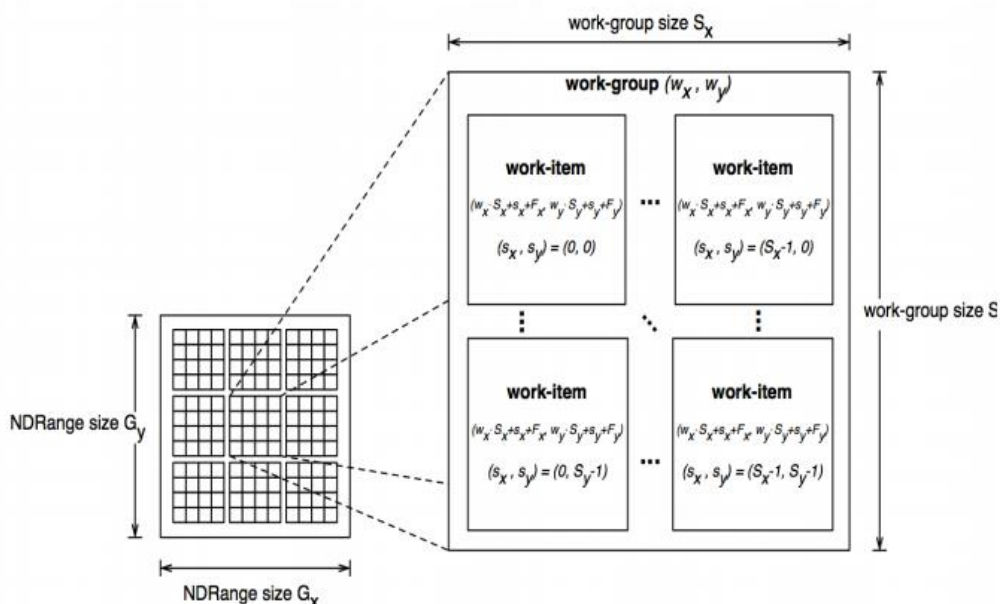 work-group size Sx
work-group (wx , wy)
work-item
(wx· Sx+sx+Fx, wy· Sy+sy+Fy)
(sx , sy) = (0, 0)
...
work-item
(wx· Sx+sx+Fx, wy· Sy+sy+Fy)
(sx , sy) = (Sx-1, 0)
work-group size S
work-item
(wx· Sx+sx+Fx, wy· Sy+sy+Fy)
(sx , sy) = (0, Sy-1)
...
work-item
(wx· Sx+sx+Fx, wy· Sy+sy+Fy)
(sx , sy) = (Sx-1, Sy-1)
NDRange size Gy
NDRange size Gx